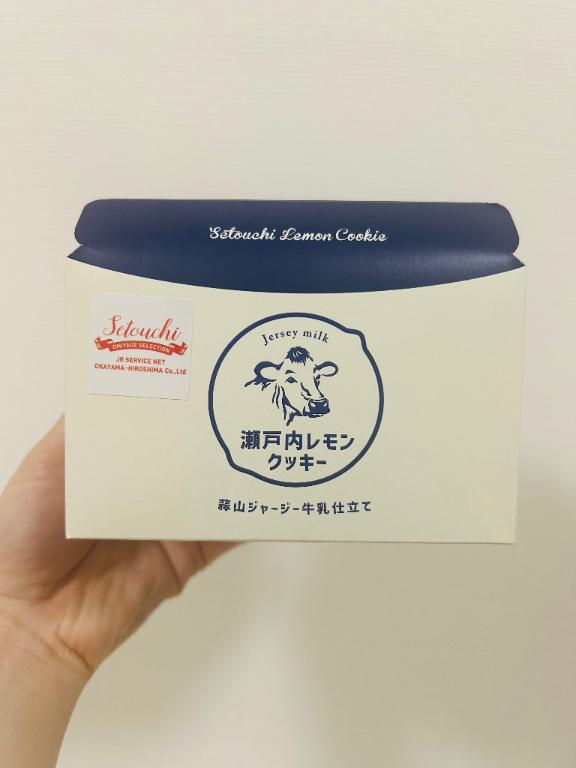 Setouchi Lemon Cookie
Setouchi
OMIYAGE SELECTION
JR SERVICE NET
OKAYAMA・HIROSHIMA Co.,Ltd
Jersey milk
瀬戸内レモン
クッキー
蒜山ジャージー牛乳仕立て